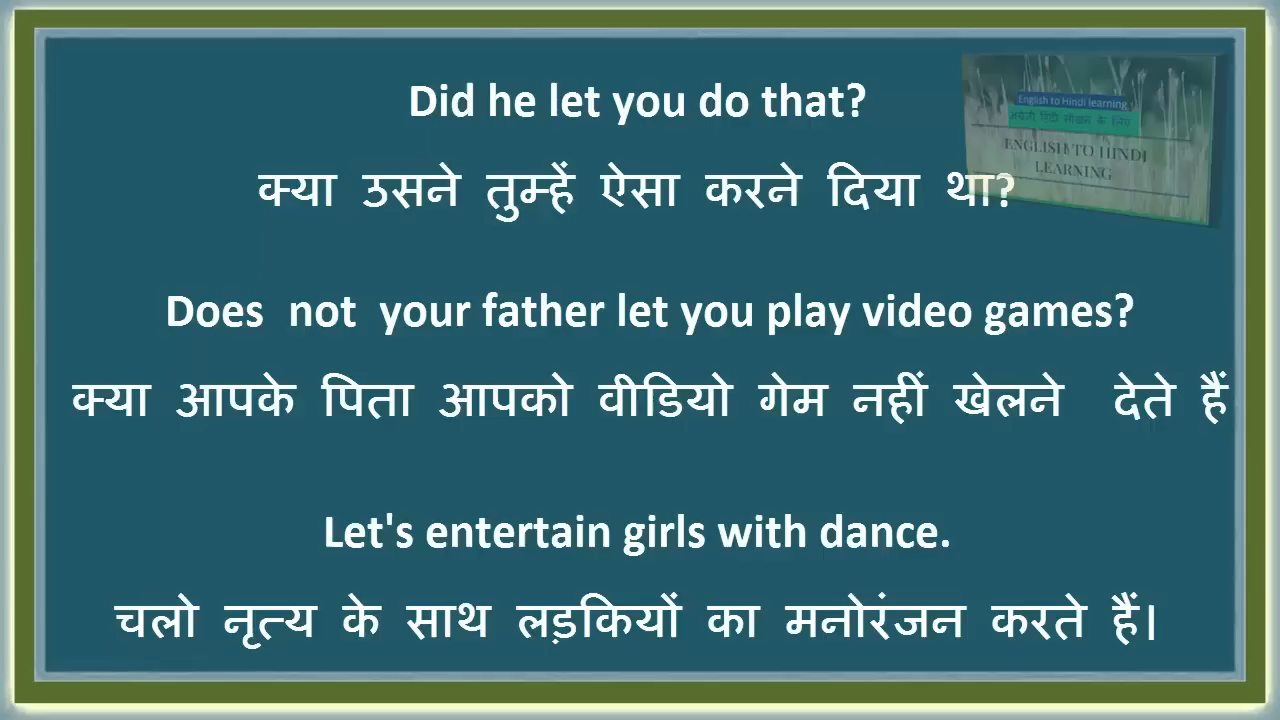 Did he let you do that?
English to Hindi learning
ENGLISH TO HINDI
LEARNING
क्या उसने तुम्हें ऐसा करने दिया था?
Does not your father let you play video games?
क्या आपके पिता आपको वीडियो गेम नहीं खेलने देते हैं
Let's entertain girls with dance.
चलो नृत्य के साथ लड़कियों का मनोरंजन करते हैं।